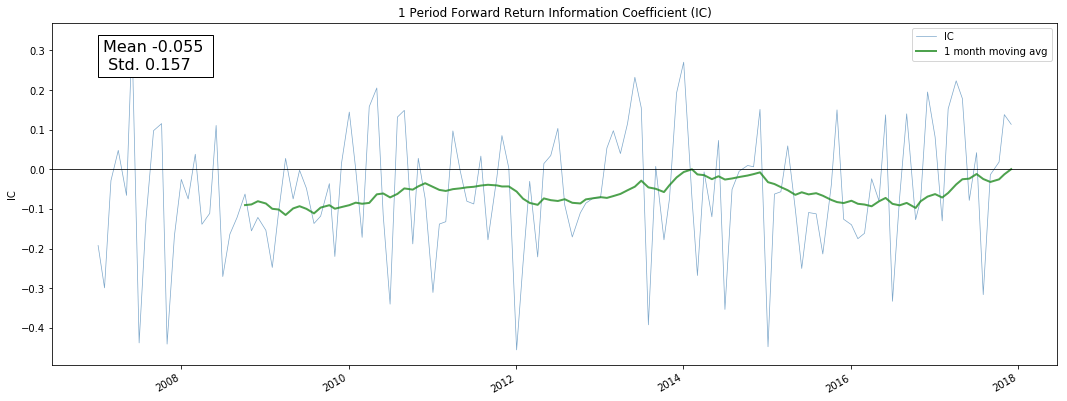 1 Period Forward Return Information Coefficient (IC)
Mean -0.055
Std. 0.157
IC
1 month moving avg
IC
0.3
0.2
0.1
0.0
−0.1
−0.2
−0.3
−0.4
2008
2010
2012
2014
2016
2018